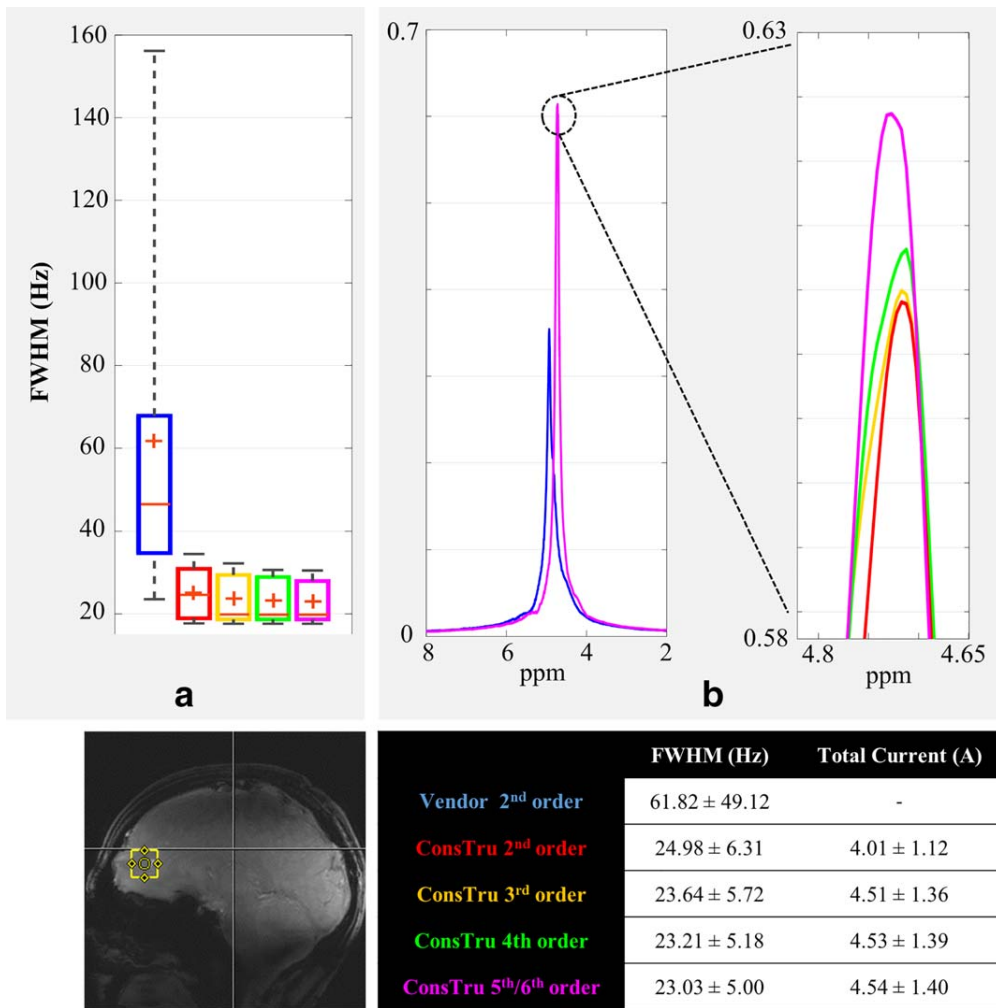 160
140
120
100
80
60
40
20
FWHM (Hz)
a
0.7
0
8 6 4 2
ppm
b
0.63
0.58
4.8 4.65
ppm
FWHM (Hz) Total Current (A)
Vendor 2nd order 61.82 ± 49.12 -
ConsTru 2nd order 24.98 ± 6.31 4.01 ± 1.12
ConsTru 3rd order 23.64 ± 5.72 4.51 ± 1.36
ConsTru 4th order 23.21 ± 5.18 4.53 ± 1.39
ConsTru 5th/6th order 23.03 ± 5.00 4.54 ± 1.40